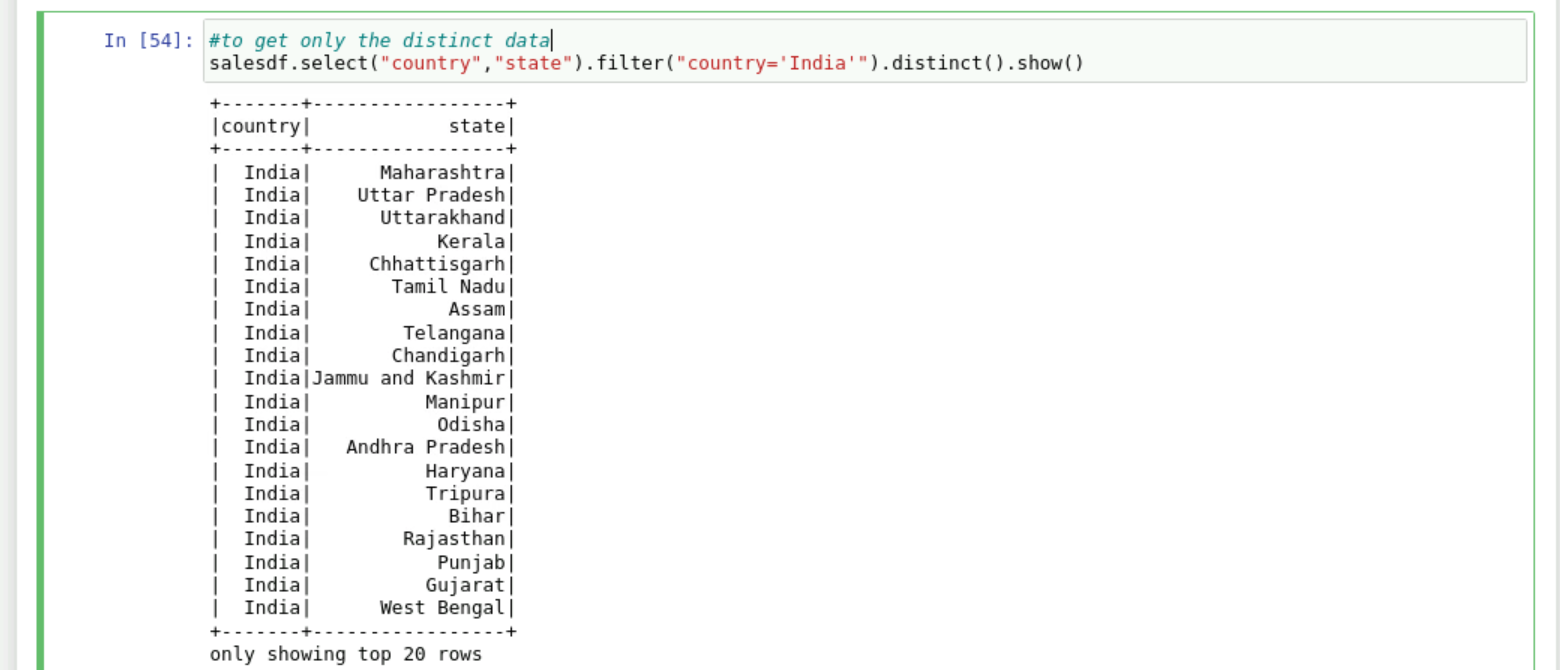 In [54]: #to get only the distinct data
salesdf.select("country","state").filter("country='India'").distinct().show()
+-------+-----------------+
|country|            state|
+-------+-----------------+
|  India|      Maharashtra|
|  India|    Uttar Pradesh|
|  India|      Uttarakhand|
|  India|           Kerala|
|  India|     Chhattisgarh|
|  India|       Tamil Nadu|
|  India|            Assam|
|  India|        Telangana|
|  India|       Chandigarh|
|  India|Jammu and Kashmir|
|  India|          Manipur|
|  India|           Odisha|
|  India|   Andhra Pradesh|
|  India|          Haryana|
|  India|          Tripura|
|  India|            Bihar|
|  India|        Rajasthan|
|  India|           Punjab|
|  India|          Gujarat|
|  India|      West Bengal|
+-------+-----------------+
only showing top 20 rows